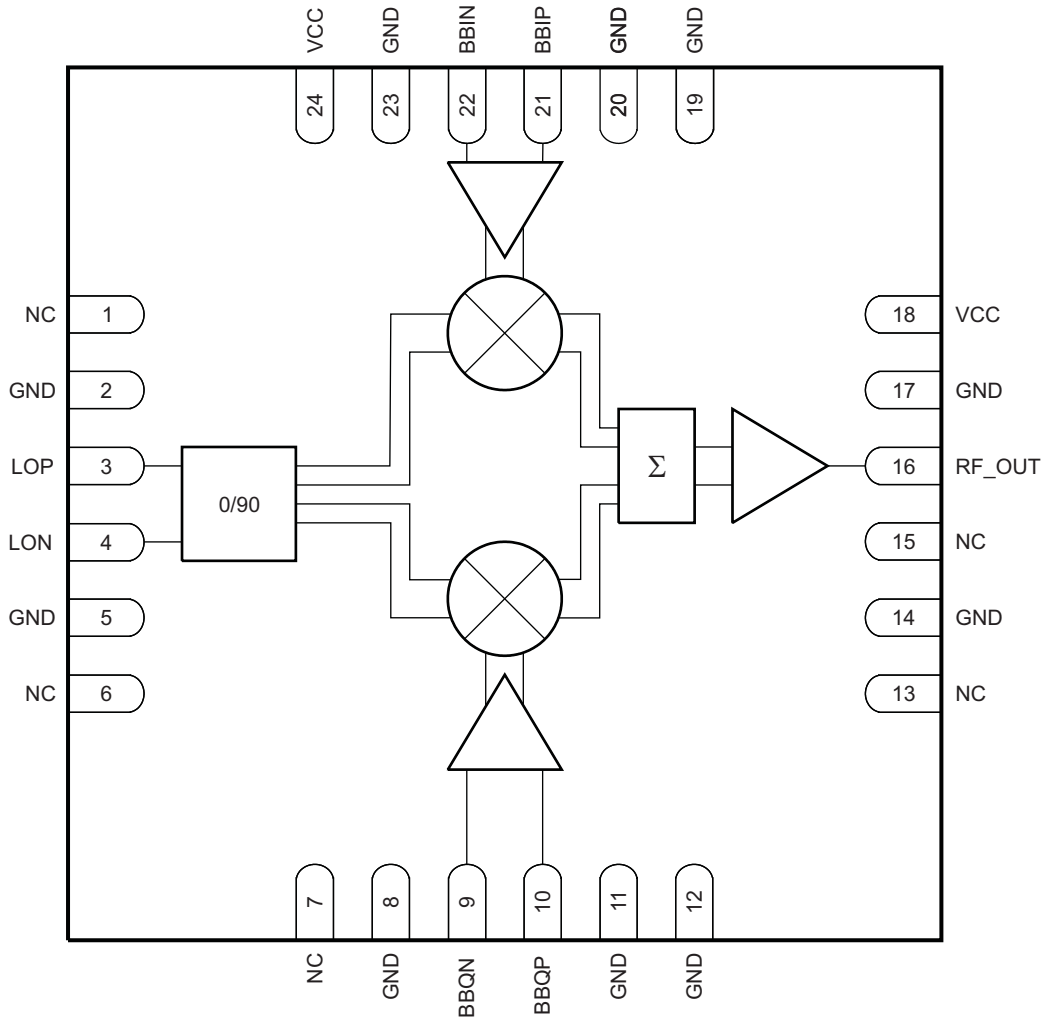 VCC
GND
BBIN
BBIP
GND
GND
24
23
22
21
20
19
NC 1
18 VCC
GND 2
17 GND
LOP 3
0/90
Σ
16 RF_OUT
LON 4
15 NC
GND 5
14 GND
NC 6
13 NC
7
8
9
10
11
12
NC
GND
BBQN
BBQP
GND
GND